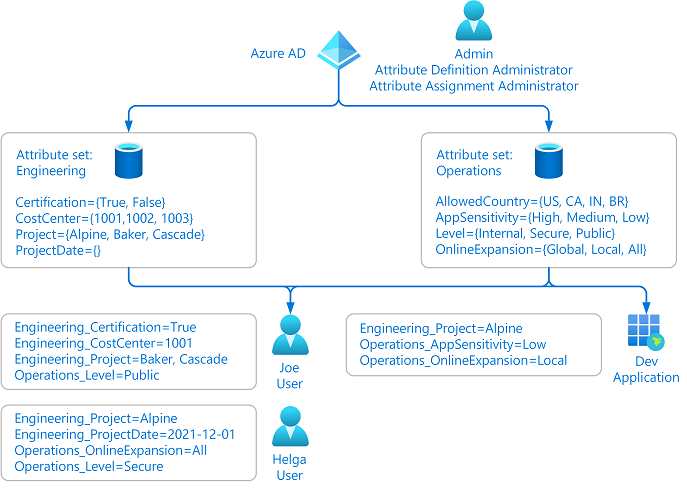 Azure AD
Admin
Attribute Definition Administrator
Attribute Assignment Administrator
Attribute set:
Engineering
Certification={True, False}
CostCenter={1001,1002, 1003}
Project={Alpine, Baker, Cascade}
ProjectDate={}
Attribute set:
Operations
AllowedCountry={US, CA, IN, BR}
AppSensitivity={High, Medium, Low}
Level={Internal, Secure, Public}
OnlineExpansion={Global, Local, All}
Engineering_Certification=True
Engineering_CostCenter=1001
Engineering_Project=Baker, Cascade
Operations_Level=Public
Joe
User
Engineering_Project=Alpine
Operations_AppSensitivity=Low
Operations_OnlineExpansion=Local
Dev
Application
Engineering_Project=Alpine
Engineering_ProjectDate=2021-12-01
Operations_OnlineExpansion=All
Operations_Level=Secure
Helga
User